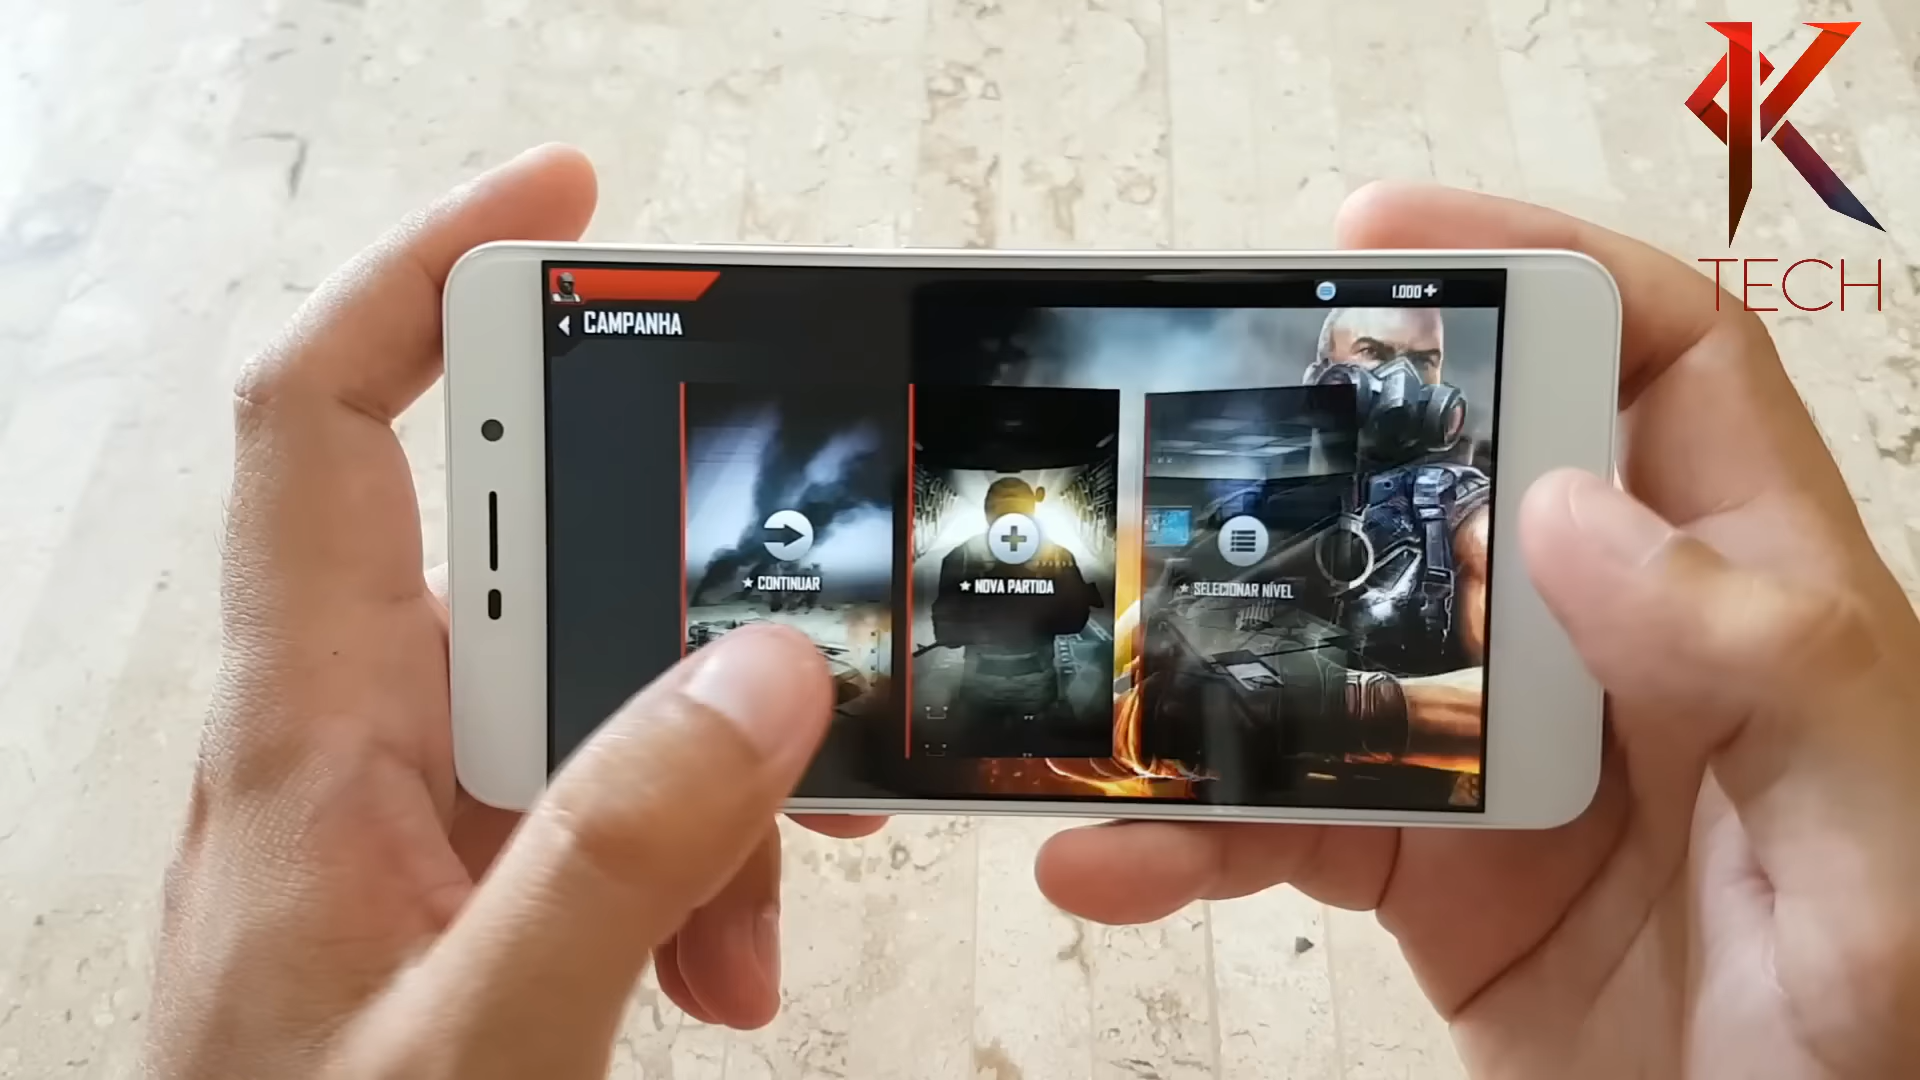 1.000+
CAMPANHA
★ CONTINUAR
★ NOVA PARTIDA
★ SELECIONAR NÍVEL
K
TECH